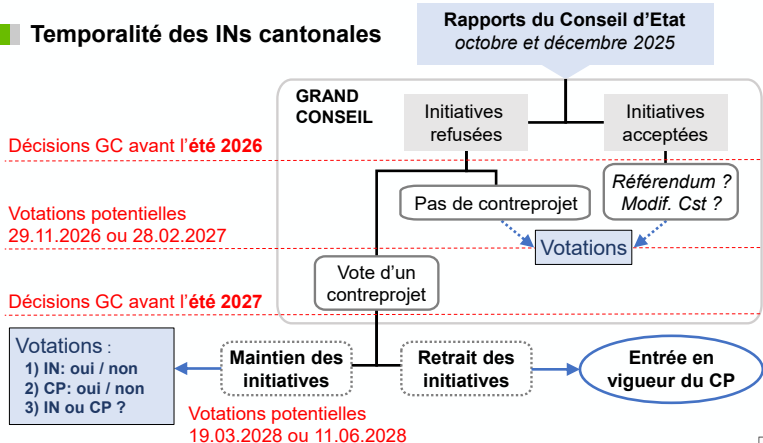 Temporalité des INs cantonales
Rapports du Conseil d'Etat
octobre et décembre 2025
GRAND
CONSEIL
Initiatives
refusées
Initiatives
acceptées
Décisions GC avant l'été 2026
Référendum ?
Modif. Cst ?
Pas de contreprojet
Votations potentielles
29.11.2026 ou 28.02.2027
Votations
Vote d'un
contreprojet
Décisions GC avant l'été 2027
Votations :
1) IN: oui / non
2) CP: oui / non
3) IN ou CP ?
Maintien des
initiatives
Retrait des
initiatives
Entrée en
vigueur du CP
Votations potentielles
19.03.2028 ou 11.06.2028